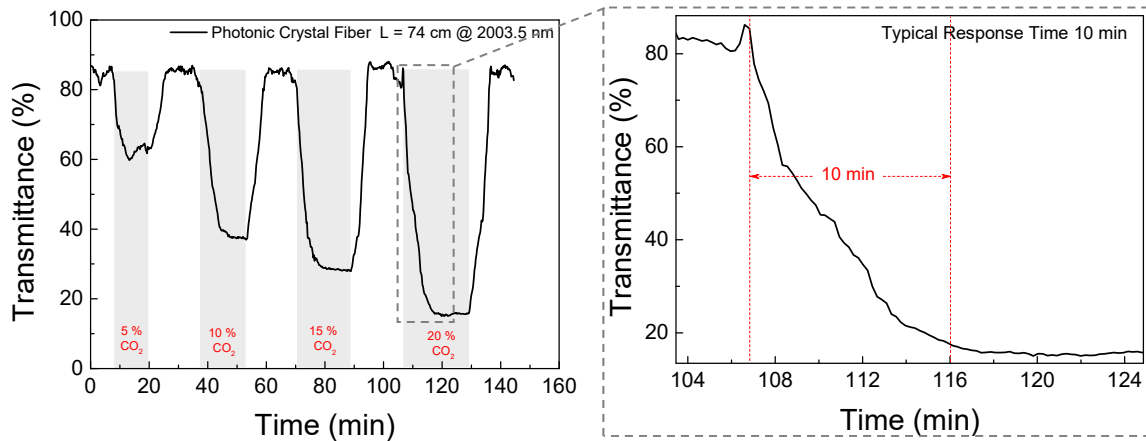 Photonic Crystal Fiber L = 74 cm @ 2003.5 nm
Transmittance (%)
100
80
60
40
20
0
5 %
CO₂
10 %
CO₂
15 %
CO₂
20 %
CO₂
0 20 40 60 80 100 120 140 160
Time (min)
Typical Response Time 10 min
Transmittance (%)
80
60
40
20
10 min
104 108 112 116 120 124
Time (min)